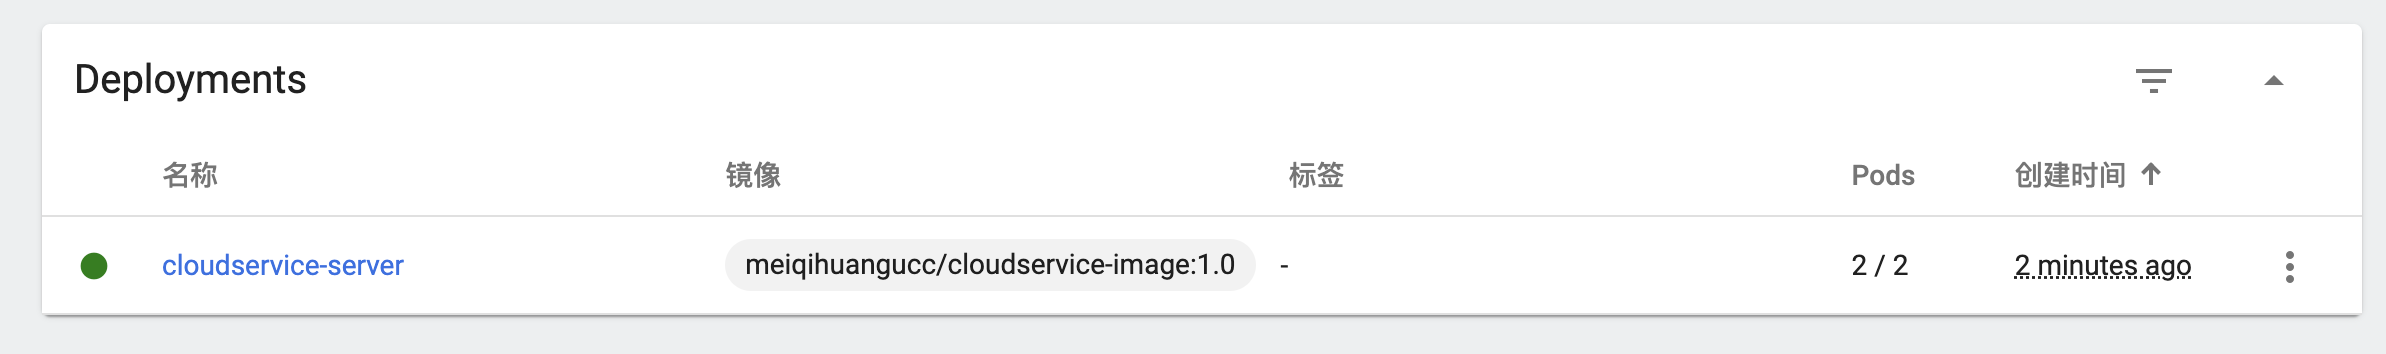 Deployments
名称 镜像 标签 Pods 创建时间
cloudservice-server meiqihuangucc/cloudservice-image:1.0 - 2 / 2 2 minutes ago